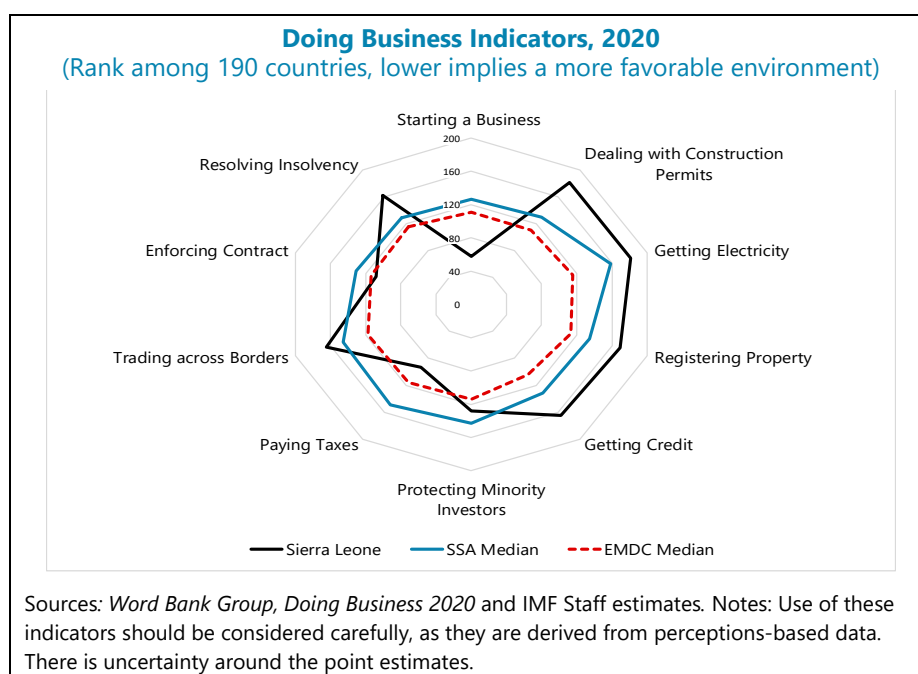 Doing Business Indicators, 2020
(Rank among 190 countries, lower implies a more favorable environment)
Starting a Business
200
Resolving Insolvency
Dealing with Construction
Permits
160
120
Enforcing Contract
80
Getting Electricity
40
0
Trading across Borders
Registering Property
Paying Taxes
Getting Credit
Protecting Minority
Investors
Sierra Leone SSA Median EMDC Median
Sources: Word Bank Group, Doing Business 2020 and IMF Staff estimates. Notes: Use of these
indicators should be considered carefully, as they are derived from perceptions-based data.
There is uncertainty around the point estimates.